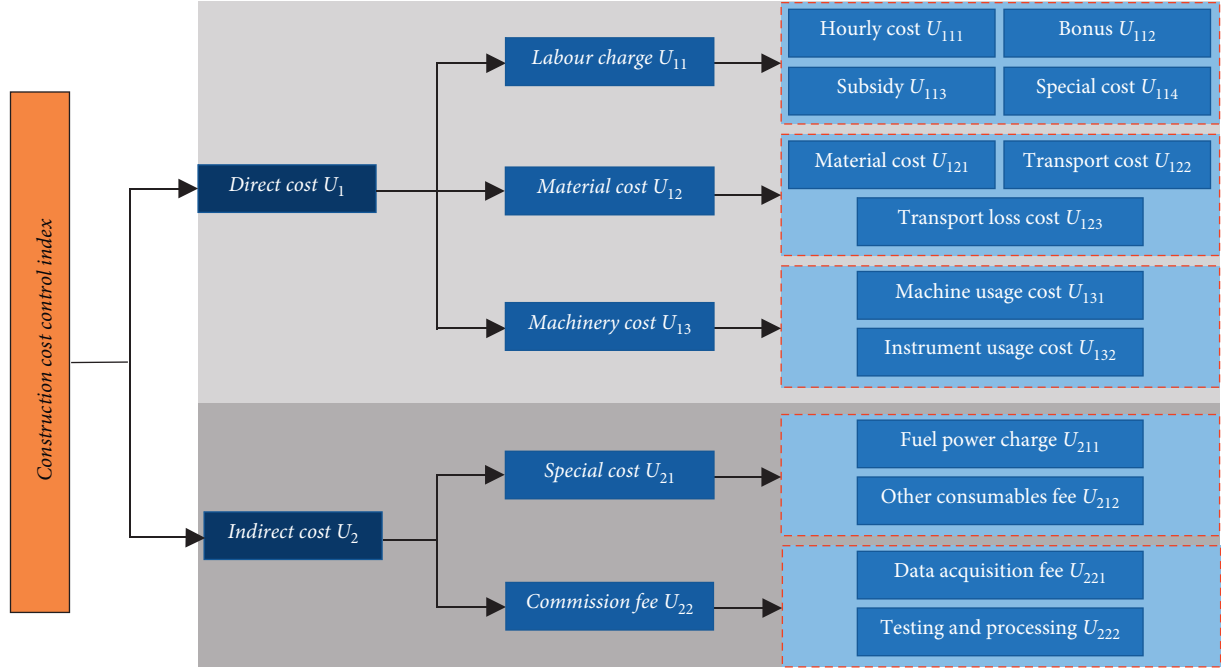 Construction cost control index
Direct cost U₁
Labour charge U₁₁
Hourly cost U₁₁₁
Bonus U₁₁₂
Subsidy U₁₁₃
Special cost U₁₁₄
Material cost U₁₂
Material cost U₁₂₁
Transport cost U₁₂₂
Transport loss cost U₁₂₃
Machinery cost U₁₃
Machine usage cost U₁₃₁
Instrument usage cost U₁₃₂
Indirect cost U₂
Special cost U₂₁
Fuel power charge U₂₁₁
Other consumables fee U₂₁₂
Commission fee U₂₂
Data acquisition fee U₂₂₁
Testing and processing U₂₂₂